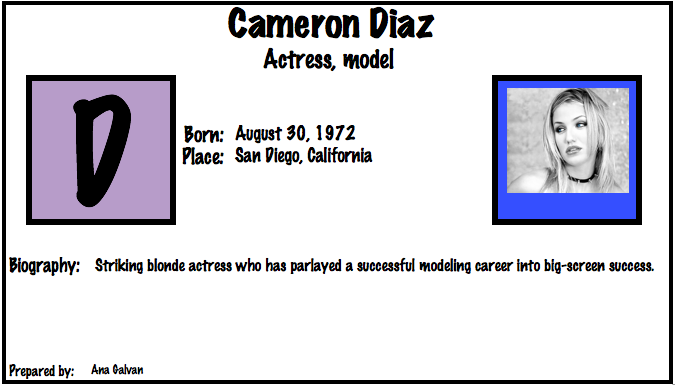 Cameron Diaz
Actress, model
D
Born: August 30, 1972
Place: San Diego, California
Biography: Striking blonde actress who has parlayed a successful modeling career into big-screen success.
Prepared by: Ana Galvan